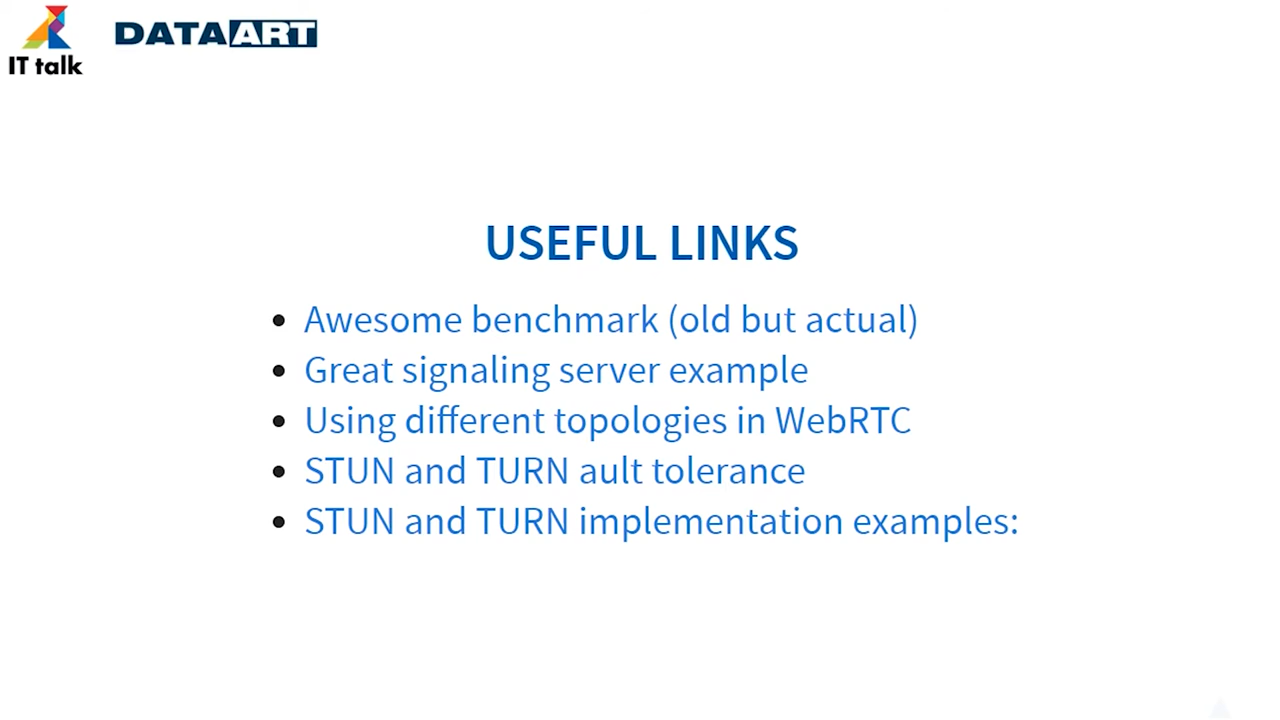 IT talk
DATAART
USEFUL LINKS
Awesome benchmark (old but actual)
Great signaling server example
Using different topologies in WebRTC
STUN and TURN ault tolerance
STUN and TURN implementation examples: